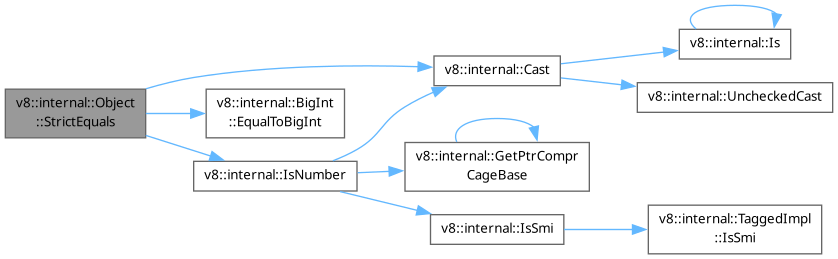 v8::internal::Object
::StrictEquals
v8::internal::BigInt
::EqualToBigInt
v8::internal::IsNumber
v8::internal::Cast
v8::internal::GetPtrCompr
CageBase
v8::internal::IsSmi
v8::internal::Is
v8::internal::UncheckedCast
v8::internal::TaggedImpl
::IsSmi